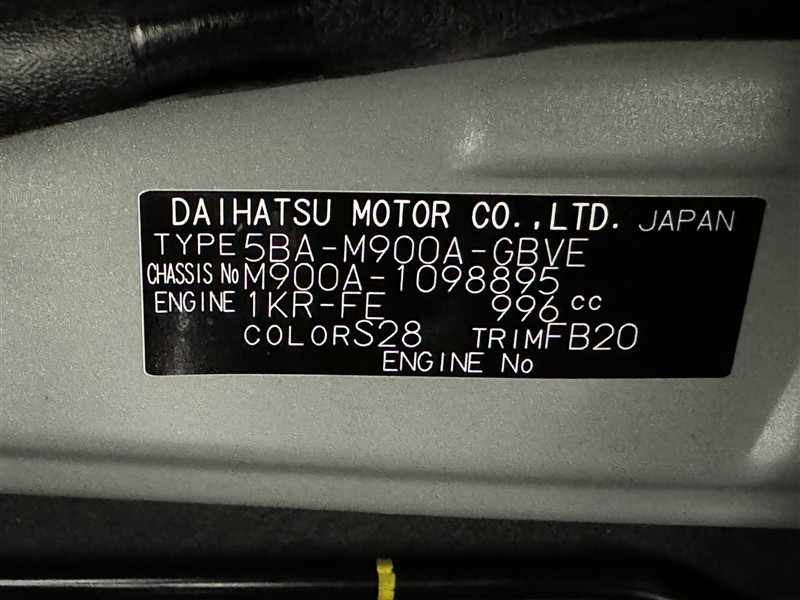 DAIHATSU MOTOR CO.,LTD. JAPAN
TYPE 5BA-M900A-GBVE
CHASSIS No M900A-1098895
ENGINE 1KR-FE 996 cc
COLOR S28 TRIM FB20
ENGINE No